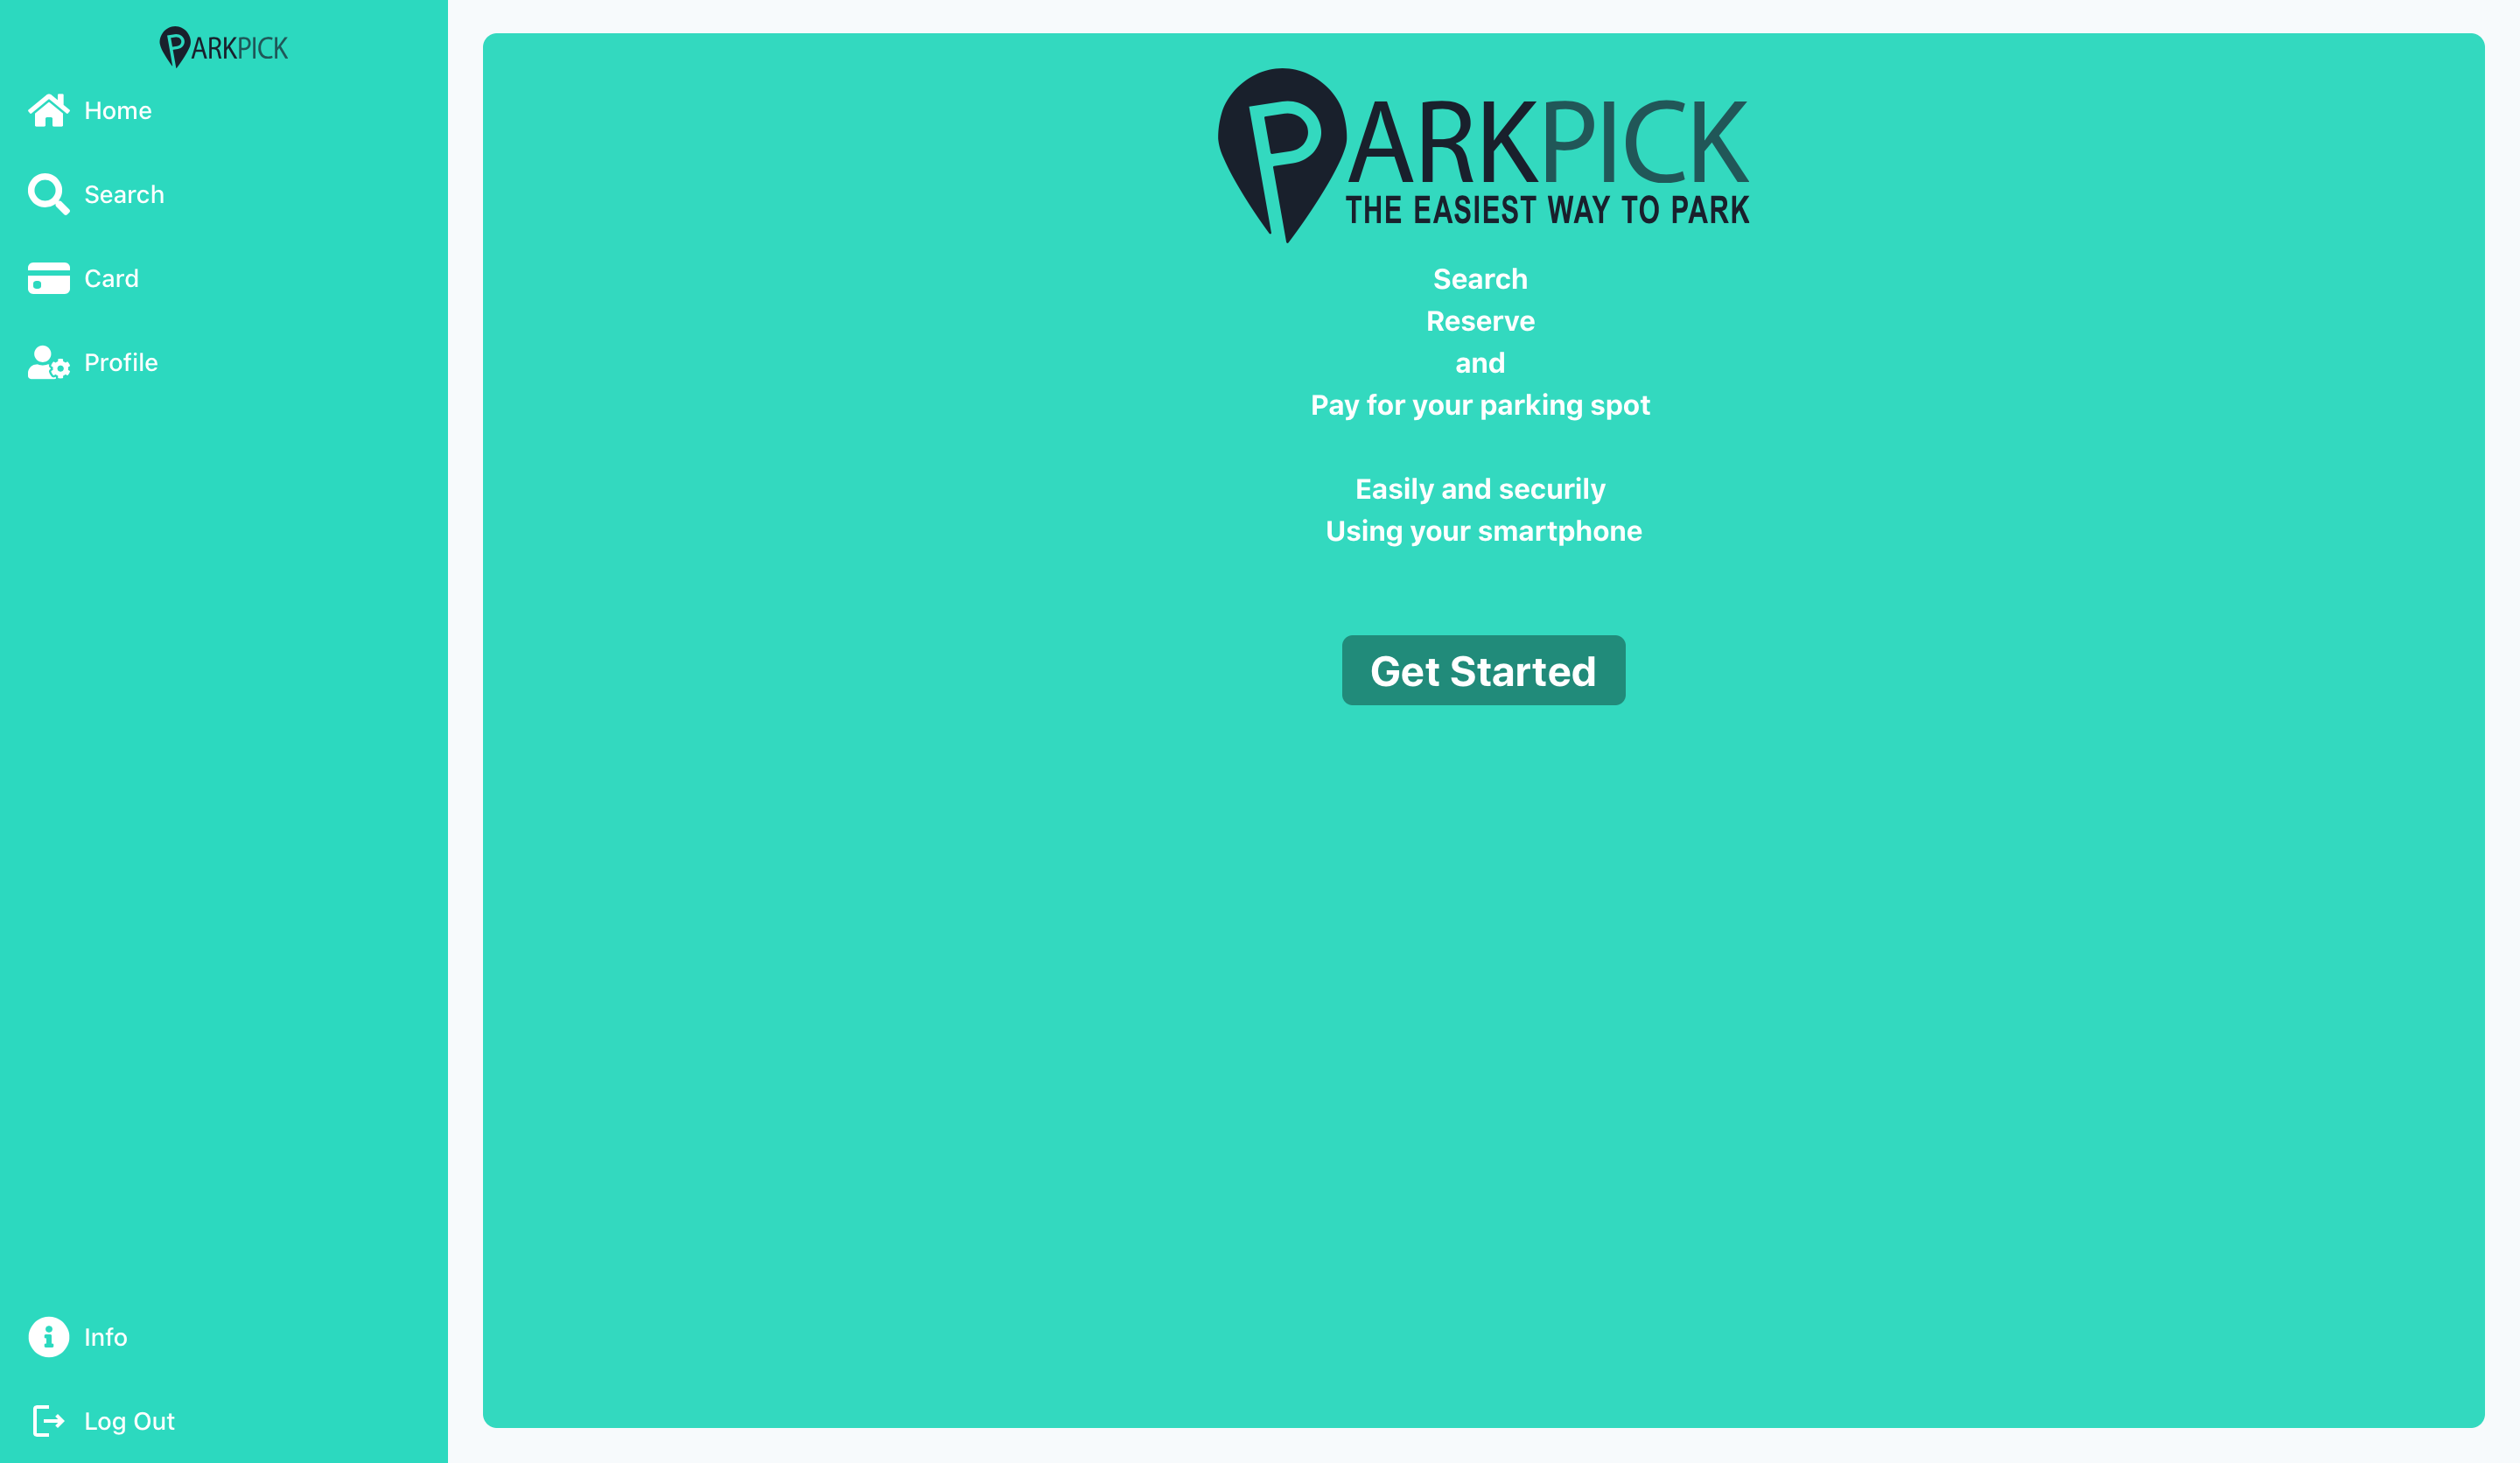 PARKPICK
Home
Search
Card
Profile
Info
Log Out
PARKPICK
THE EASIEST WAY TO PARK
Search
Reserve
and
Pay for your parking spot
Easily and securily
Using your smartphone
Get Started